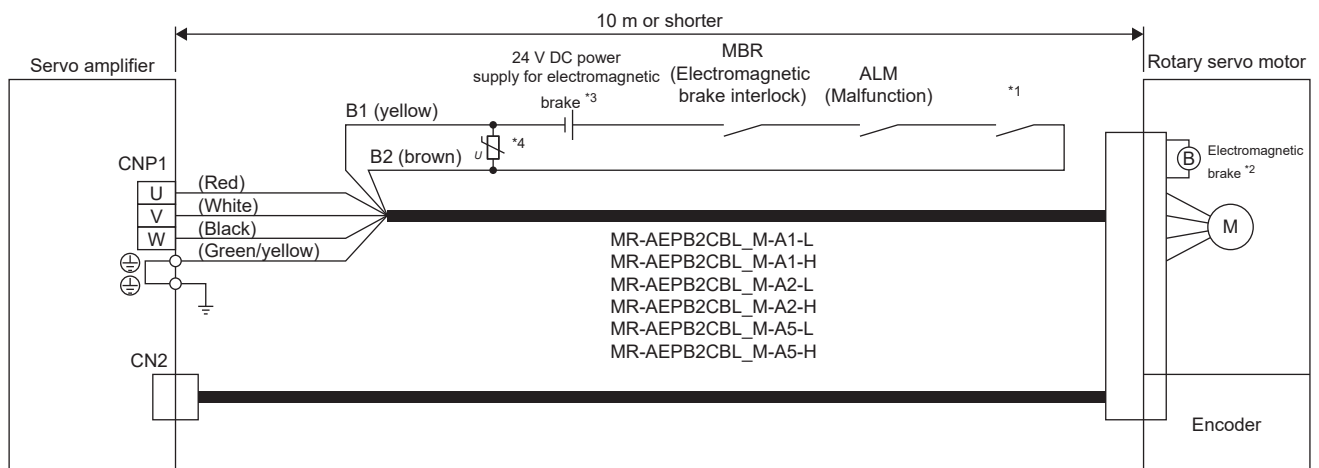 10 m or shorter
Servo amplifier
24 V DC power
supply for electromagnetic
brake *3
MBR
(Electromagnetic
brake interlock)
ALM
(Malfunction)
*1
Rotary servo motor
B1 (yellow)
*4
U
B2 (brown)
B
Electromagnetic
brake *2
CNP1
U
(Red)
V
(White)
W
(Black)
(Green/yellow)
M
MR-AEPB2CBL_M-A1-L
MR-AEPB2CBL_M-A1-H
MR-AEPB2CBL_M-A2-L
MR-AEPB2CBL_M-A2-H
MR-AEPB2CBL_M-A5-L
MR-AEPB2CBL_M-A5-H
CN2
Encoder